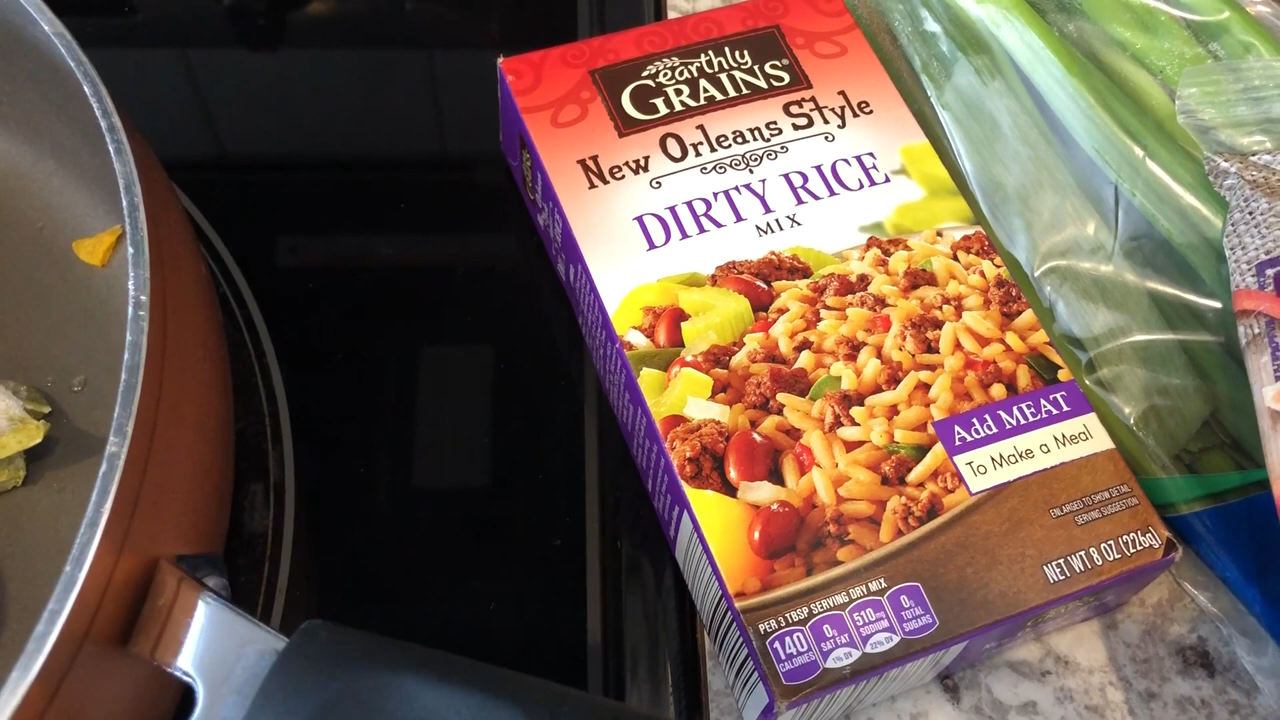 earthly
GRAINS®
New Orleans Style
DIRTY RICE
MIX
Add MEAT
To Make a Meal
ENLARGED TO SHOW DETAIL
SERVING SUGGESTION
NET WT 8 OZ (226g)
PER 3 TBSP SERVING DRY MIX
140
CALORIES
0g
SAT FAT
1% DV
510mg
SODIUM
22% DV
0g
TOTAL
SUGARS